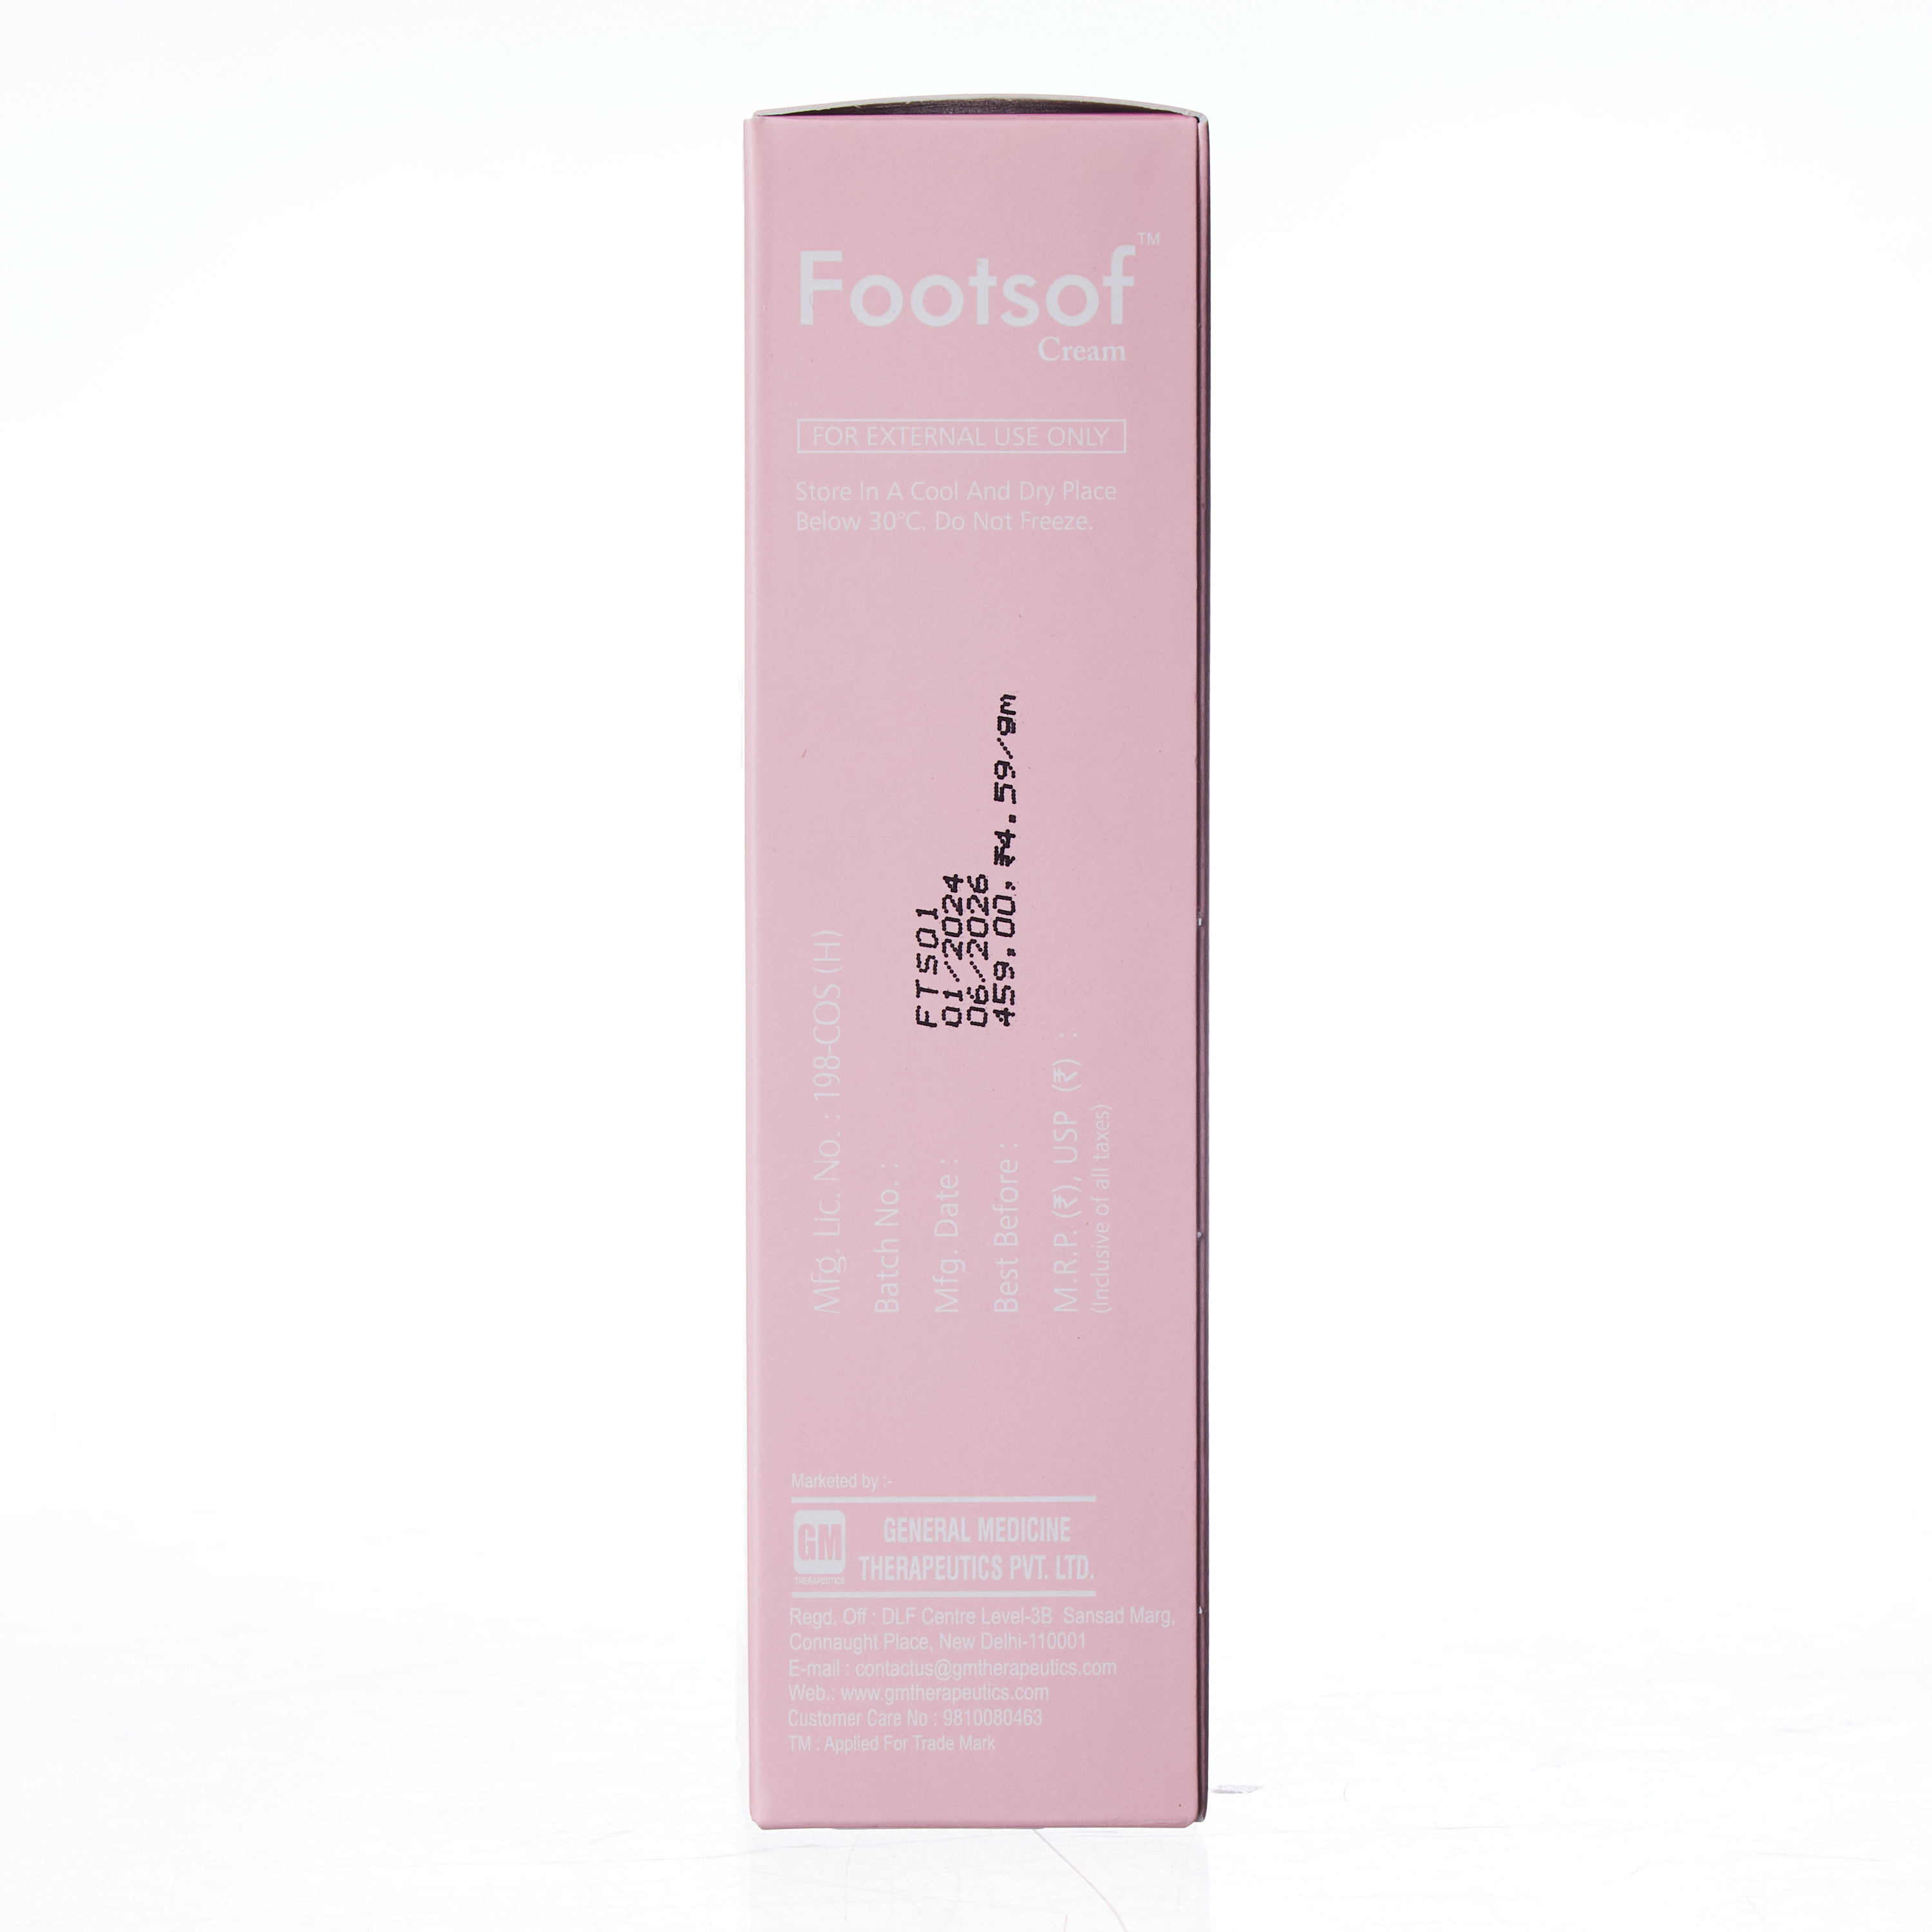 Footsof™
Cream
FOR EXTERNAL USE ONLY
Store In A Cool And Dry Place
Below 30°C. Do Not Freeze.
Mfg. Lic. No. : 198-COS (H)
Batch No. :
Mfg. Date :
Best Before :
M.R.P. (₹), USP (₹) :
(Inclusive of all taxes)
FTS01
01/2024
06/2026
459.00, ₹4.59/gm
Marketed by :-
GM
THERAPEUTICS
GENERAL MEDICINE
THERAPEUTICS PVT. LTD.
Regd. Off : DLF Centre Level-3B Sansad Marg,
Connaught Place, New Delhi-110001
E-mail : contactus@gmtherapeutics.com
Web.: www.gmtherapeutics.com
Customer Care No : 9810080463
TM : Applied For Trade Mark